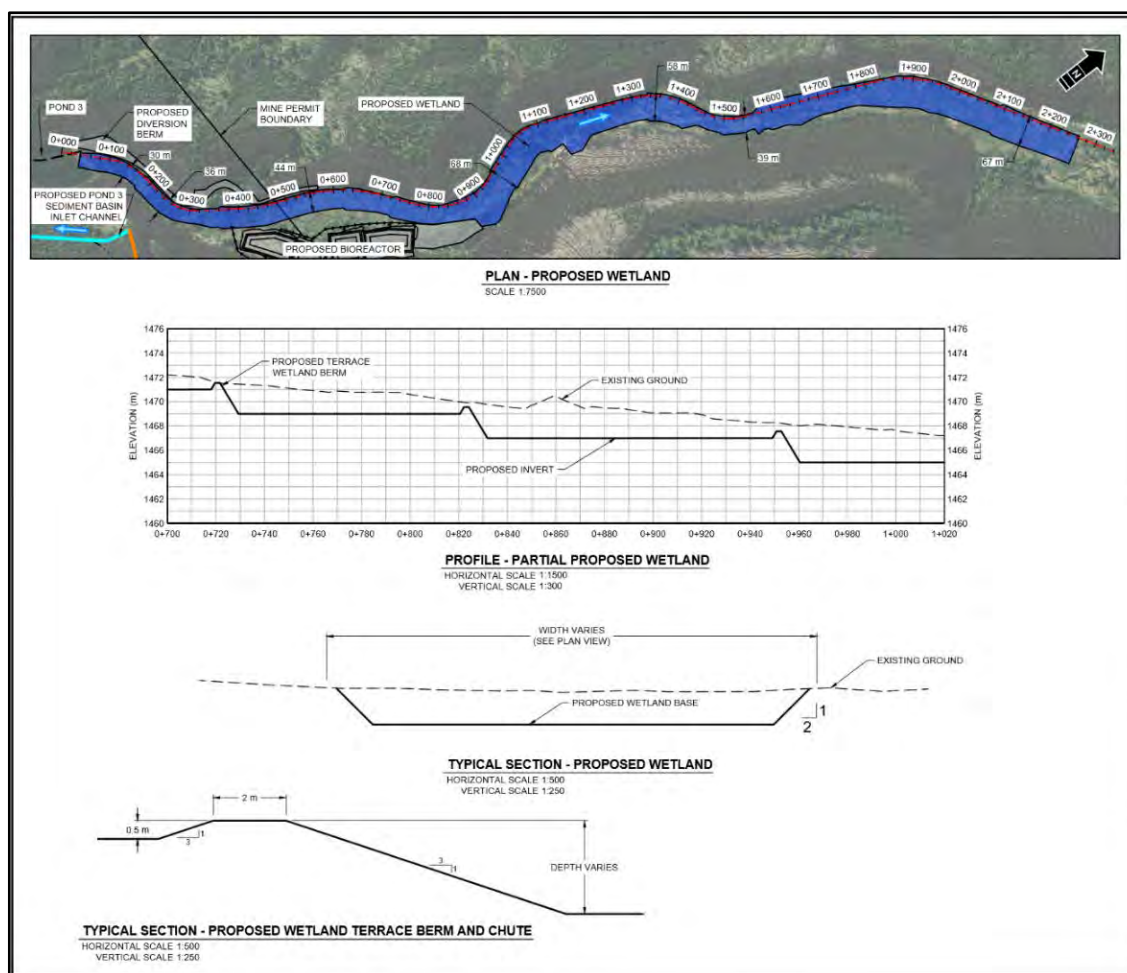 POND 3
PROPOSED
DIVERSION
BERM
MINE PERMIT
BOUNDARY
PROPOSED WETLAND
58 m
N
0+000
0+100
30 m
0+200
36 m
0+300
0+400
44 m
0+500
0+600
0+700
0+800
0+900
68 m
1+000
1+100
1+200
1+300
1+400
1+500
39 m
1+600
1+700
1+800
1+900
2+000
2+100
2+200
2+300
67 m
PROPOSED POND 3
SEDIMENT BASIN
INLET CHANNEL
PROPOSED BIOREACTOR
PLAN - PROPOSED WETLAND
SCALE 1:7500
1476
1474
1472
1470
1468
1466
1464
1462
1460
ELEVATION (m)
PROPOSED TERRACE
WETLAND BERM
EXISTING GROUND
PROPOSED INVERT
1476
1474
1472
1470
1468
1466
1464
1462
1460
ELEVATION (m)
0+700 0+720 0+740 0+760 0+780 0+800 0+820 0+840 0+860 0+880 0+900 0+920 0+940 0+960 0+980 1+000 1+020
PROFILE - PARTIAL PROPOSED WETLAND
HORIZONTAL SCALE 1:1500
VERTICAL SCALE 1:300
WIDTH VARIES
(SEE PLAN VIEW)
EXISTING GROUND
PROPOSED WETLAND BASE
1
2
TYPICAL SECTION - PROPOSED WETLAND
HORIZONTAL SCALE 1:500
VERTICAL SCALE 1:250
2 m
0.5 m
1
3
3
1
DEPTH VARIES
TYPICAL SECTION - PROPOSED WETLAND TERRACE BERM AND CHUTE
HORIZONTAL SCALE 1:500
VERTICAL SCALE 1:250